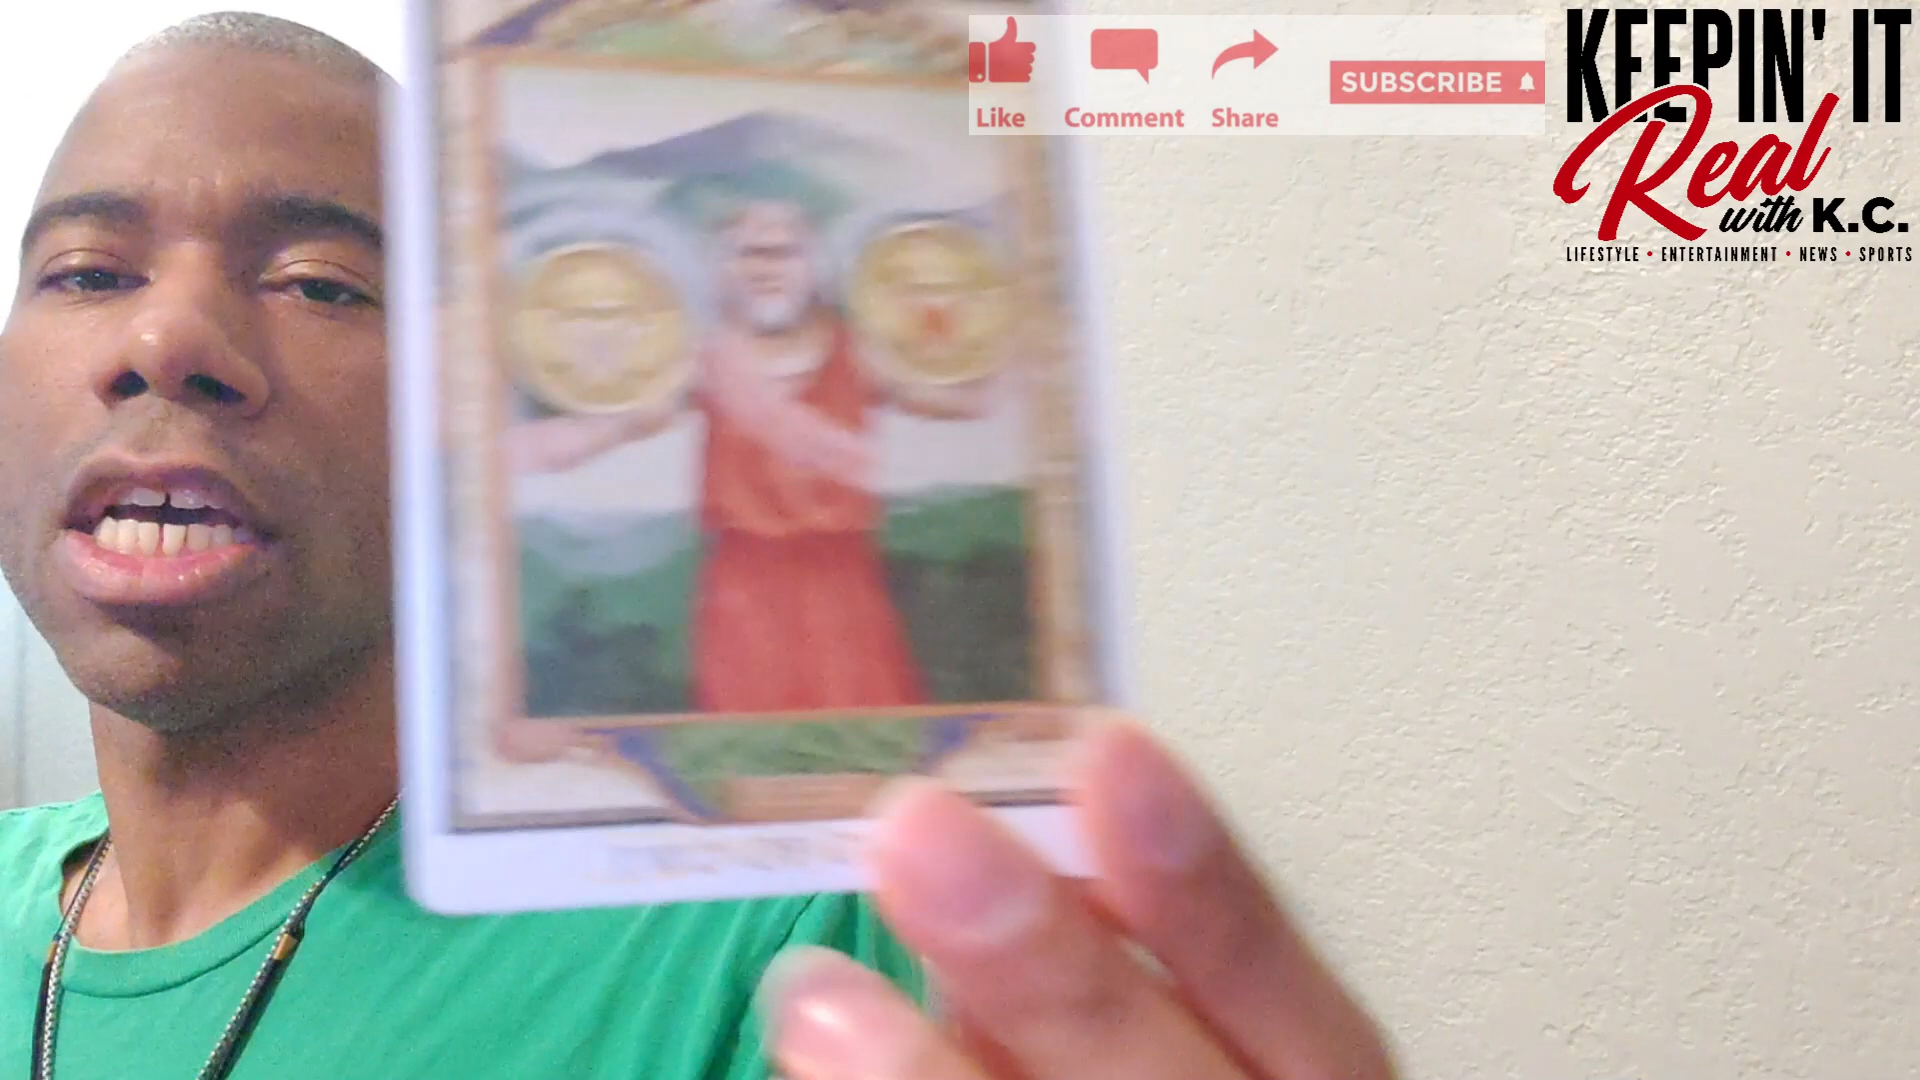 Like Comment Share
SUBSCRIBE
KEEPIN' IT
Real
with K.C.
LIFESTYLE • ENTERTAINMENT • NEWS • SPORTS